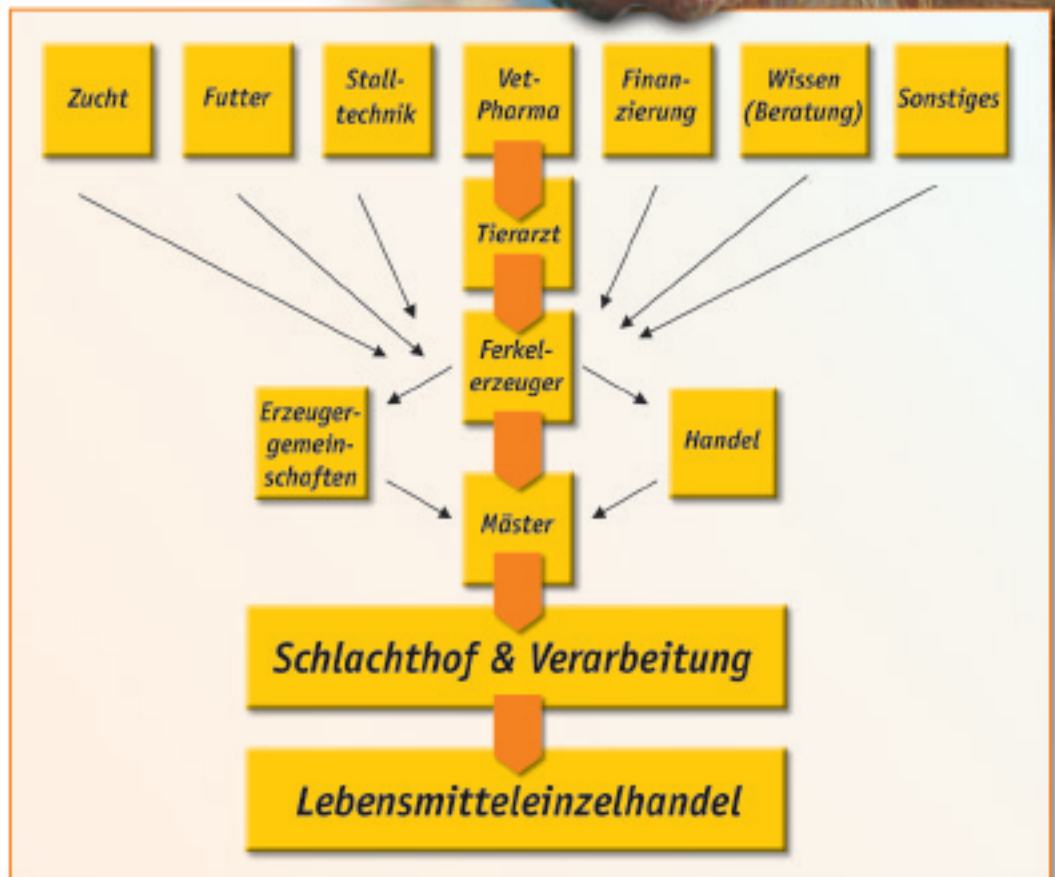 Zucht
Futter
Stall-
technik
Vet-
Pharma
Finan-
zierung
Wissen
(Beratung)
Sonstiges
Tierarzt
Ferkel-
erzeuger
Erzeuger-
gemein-
schaften
Handel
Mäster
Schlachthof & Verarbeitung
Lebensmitteleinzelhandel